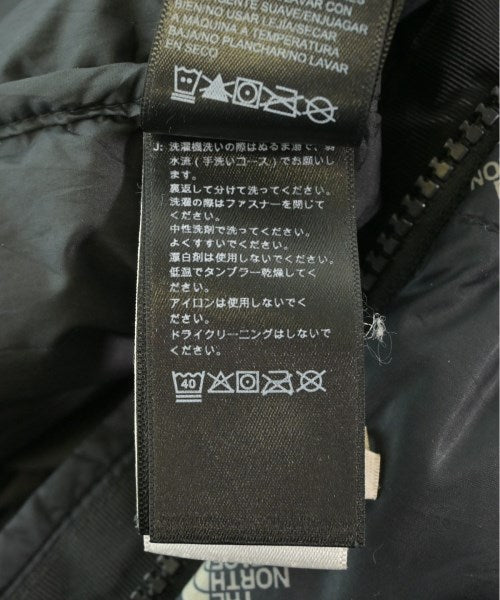 ENTE SUAVE/ENJUAGAR
BIEN/NO USAR LEJÍA/SECAR
A MÁQUINA A TEMPERATURA
BAJA/NO PLANCHAR/NO LAVAR
EN SECO
J: 洗濯機洗いの際はぬるま湯で、弱
水流(手洗いコース)でお願いし
ます。
裏返して分けて洗ってください。
洗濯の際はファスナーを閉じて
ください。
中性洗剤で洗ってください。
よくすすいでください。
漂白剤は使用しないでください。
低温でタンブラー乾燥してく
ださい。
アイロンは使用しないでく
ださい。
ドライクリーニングはしないで
ください。
40
THE
NORTH
FACE